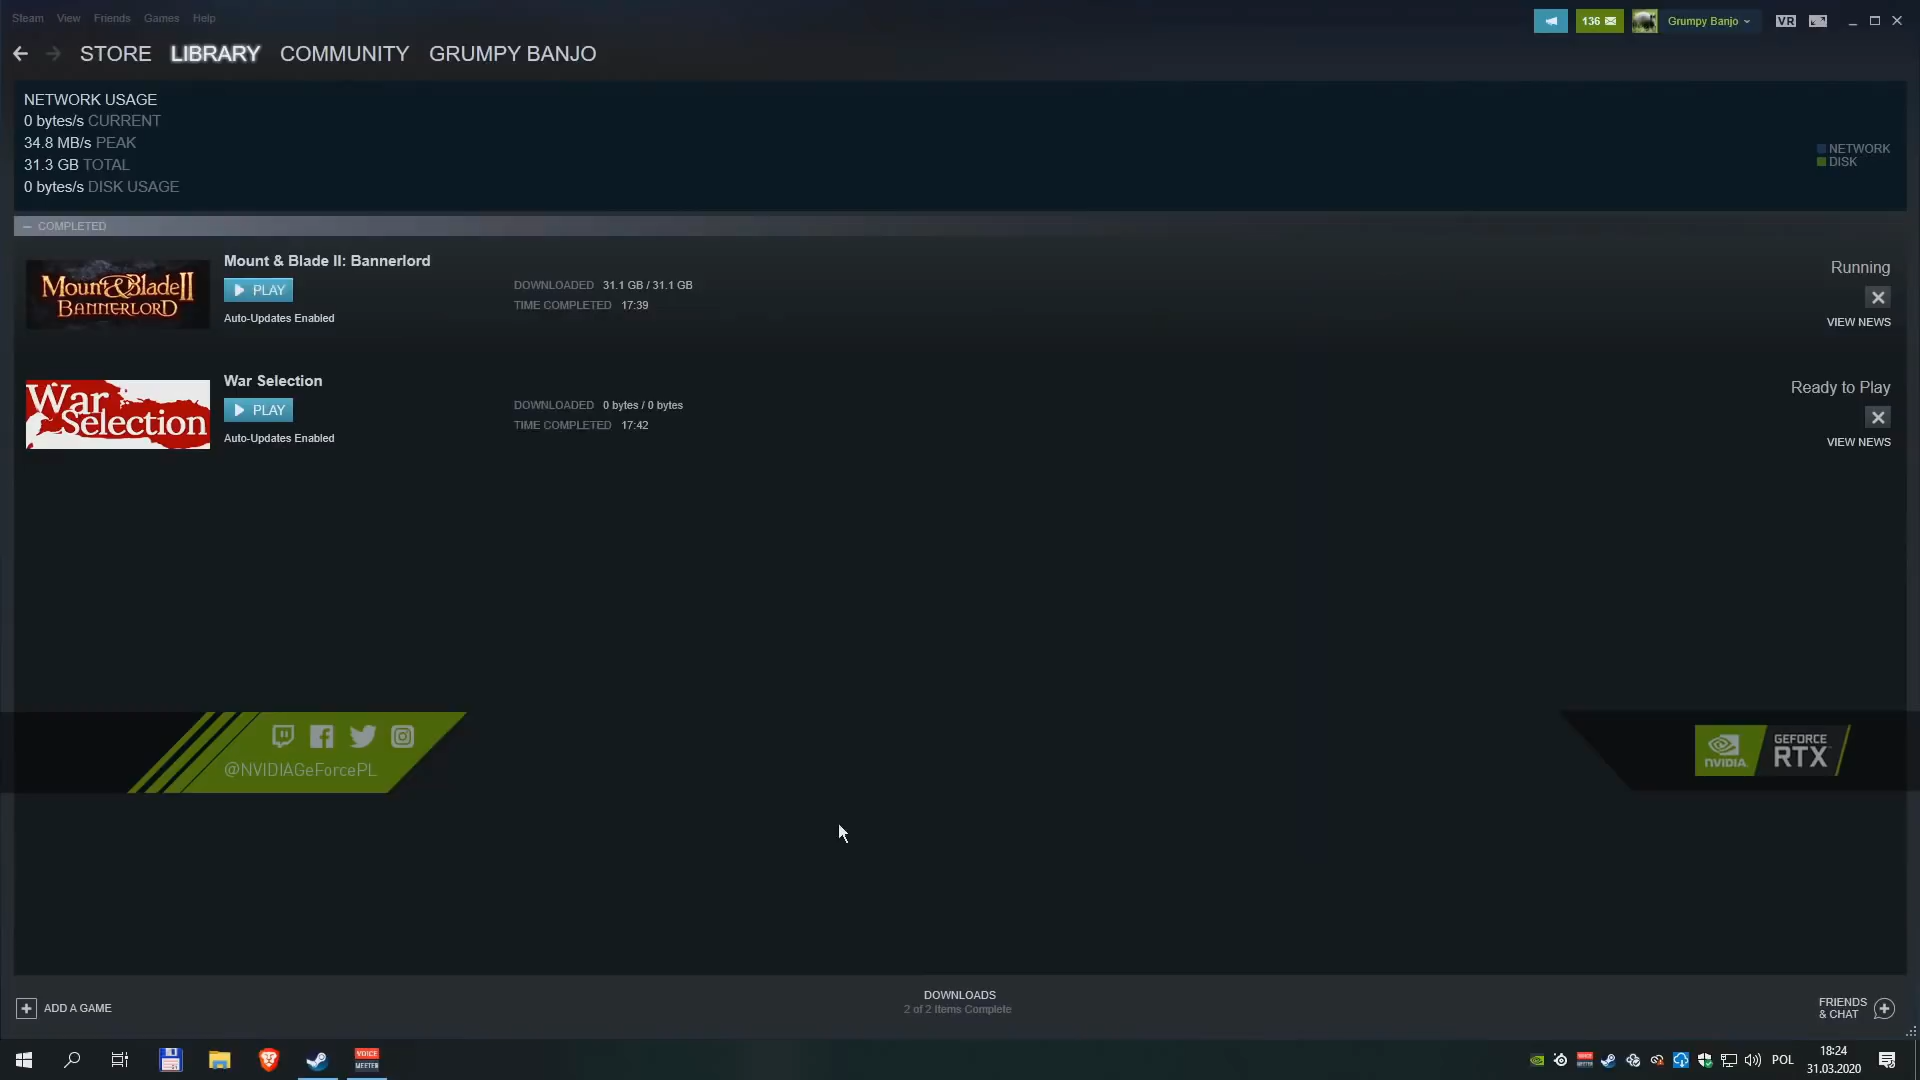 Steam View Friends Games Help
136
Grumpy Banjo
VR
STORE LIBRARY COMMUNITY GRUMPY BANJO
NETWORK USAGE
0 bytes/s CURRENT
34.8 MB/s PEAK
31.3 GB TOTAL
0 bytes/s DISK USAGE
NETWORK
DISK
COMPLETED
Mount & Blade II
BANNERLORD
Mount & Blade II: Bannerlord
PLAY
Auto-Updates Enabled
DOWNLOADED 31.1 GB / 31.1 GB
TIME COMPLETED 17:39
Running
VIEW NEWS
War
Selection
War Selection
PLAY
Auto-Updates Enabled
DOWNLOADED 0 bytes / 0 bytes
TIME COMPLETED 17:42
Ready to Play
VIEW NEWS
@NVIDIAGeForcePL
NVIDIA.
GEFORCE
RTX
ADD A GAME
DOWNLOADS
2 of 2 Items Complete
FRIENDS
& CHAT
VOICE
MEETER
POL
18:24
31.03.2020